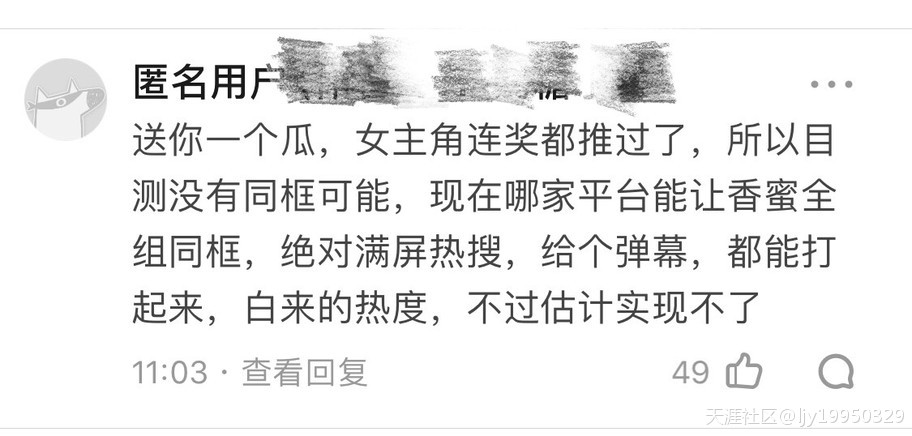 匿名用户
送你一个瓜，女主角连奖都推过了，所以目
测没有同框可能，现在哪家平台能让香蜜全
组同框，绝对满屏热搜，给个弹幕，都能打
起来，白来的热度，不过估计实现不了
11:03 · 查看回复
49
天涯社区@ljy19950329